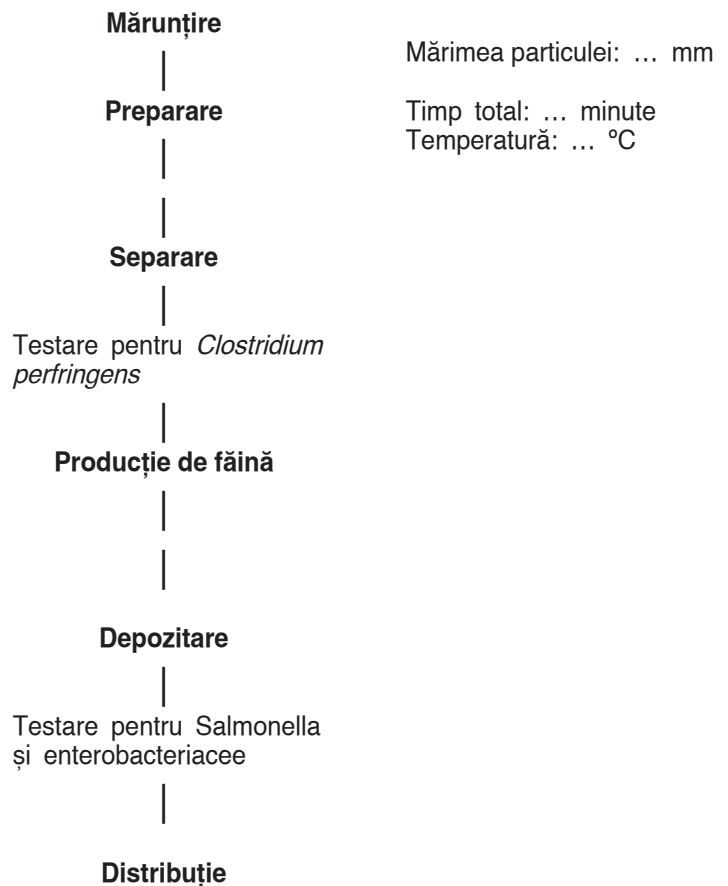 Mărunțire
Mărimea particulei: … mm
Preparare
Timp total: … minute
Temperatură: … ºC
Separare
Testare pentru Clostridium
perfringens
Producție de făină
Depozitare
Testare pentru Salmonella
și enterobacteriacee
Distribuție